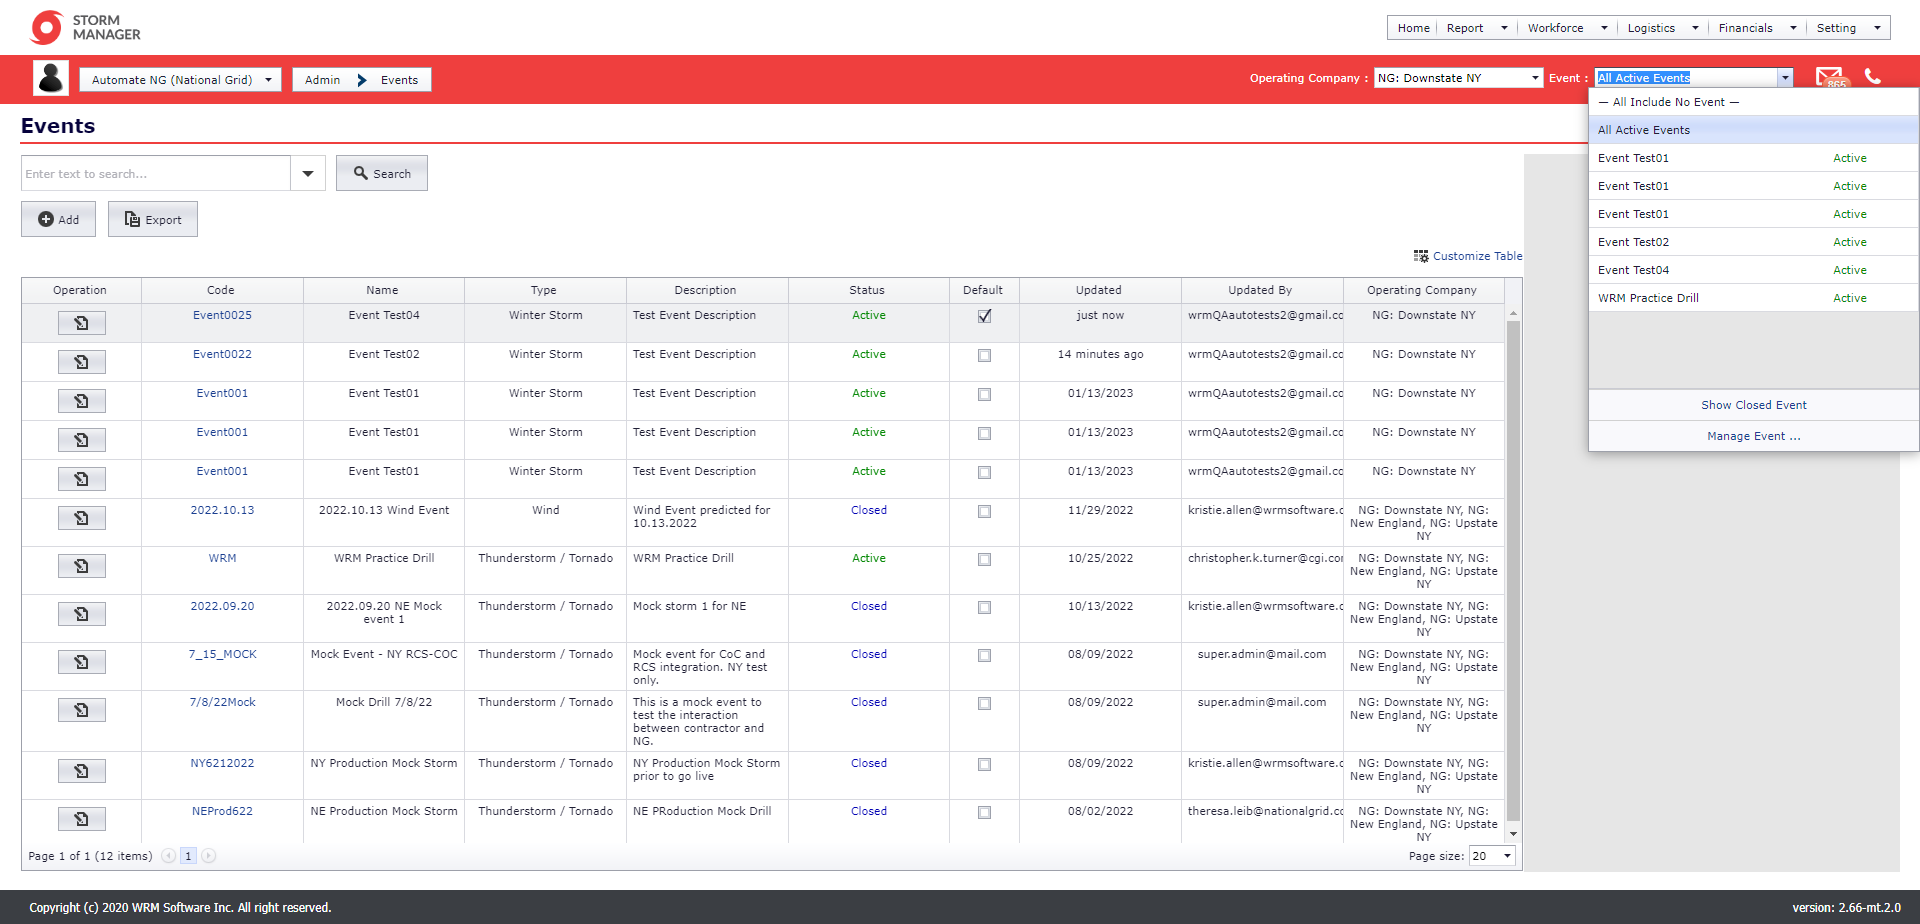 STORM
MANAGER
Home Report Workforce Logistics Financials Setting
Automate NG (National Grid) Admin Events Operating Company : NG: Downstate NY Event : All Active Events 865
Events
Enter text to search... Search
Add Export
Customize Table
— All Include No Event —
All Active Events
Event Test01 Active
Event Test01 Active
Event Test01 Active
Event Test02 Active
Event Test04 Active
WRM Practice Drill Active
Show Closed Event
Manage Event ...
Operation Code Name Type Description Status Default Updated Updated By Operating Company
Event0025 Event Test04 Winter Storm Test Event Description Active just now wrmQAautotests2@gmail.co NG: Downstate NY
Event0022 Event Test02 Winter Storm Test Event Description Active 14 minutes ago wrmQAautotests2@gmail.co NG: Downstate NY
Event001 Event Test01 Winter Storm Test Event Description Active 01/13/2023 wrmQAautotests2@gmail.co NG: Downstate NY
Event001 Event Test01 Winter Storm Test Event Description Active 01/13/2023 wrmQAautotests2@gmail.co NG: Downstate NY
Event001 Event Test01 Winter Storm Test Event Description Active 01/13/2023 wrmQAautotests2@gmail.co NG: Downstate NY
2022.10.13 2022.10.13 Wind Event Wind Wind Event predicted for Closed 11/29/2022 kristie.allen@wrmsoftware.c NG: Downstate NY, NG:
10.13.2022 New England, NG: Upstate
NY
WRM WRM Practice Drill Thunderstorm / Tornado WRM Practice Drill Active 10/25/2022 christopher.k.turner@cgi.con NG: Downstate NY, NG:
New England, NG: Upstate
NY
2022.09.20 2022.09.20 NE Mock Thunderstorm / Tornado Mock storm 1 for NE Closed 10/13/2022 kristie.allen@wrmsoftware.c NG: Downstate NY, NG:
event 1 New England, NG: Upstate
NY
7_15_MOCK Mock Event - NY RCS-COC Thunderstorm / Tornado Mock event for CoC and Closed 08/09/2022 super.admin@mail.com NG: Downstate NY, NG:
RCS integration. NY test New England, NG: Upstate
only. NY
7/8/22Mock Mock Drill 7/8/22 Thunderstorm / Tornado This is a mock event to Closed 08/09/2022 super.admin@mail.com NG: Downstate NY, NG:
test the interaction New England, NG: Upstate
between contractor and NY
NG.
NY6212022 NY Production Mock Storm Thunderstorm / Tornado NY Production Mock Storm Closed 08/09/2022 kristie.allen@wrmsoftware.c NG: Downstate NY, NG:
prior to go live New England, NG: Upstate
NY
NEProd622 NE Production Mock Storm Thunderstorm / Tornado NE PRoduction Mock Drill Closed 08/02/2022 theresa.leib@nationalgrid.co NG: Downstate NY, NG:
New England, NG: Upstate
NY
Page 1 of 1 (12 items) 1 Page size: 20
Copyright (c) 2020 WRM Software Inc. All right reserved. version: 2.66-mt.2.0